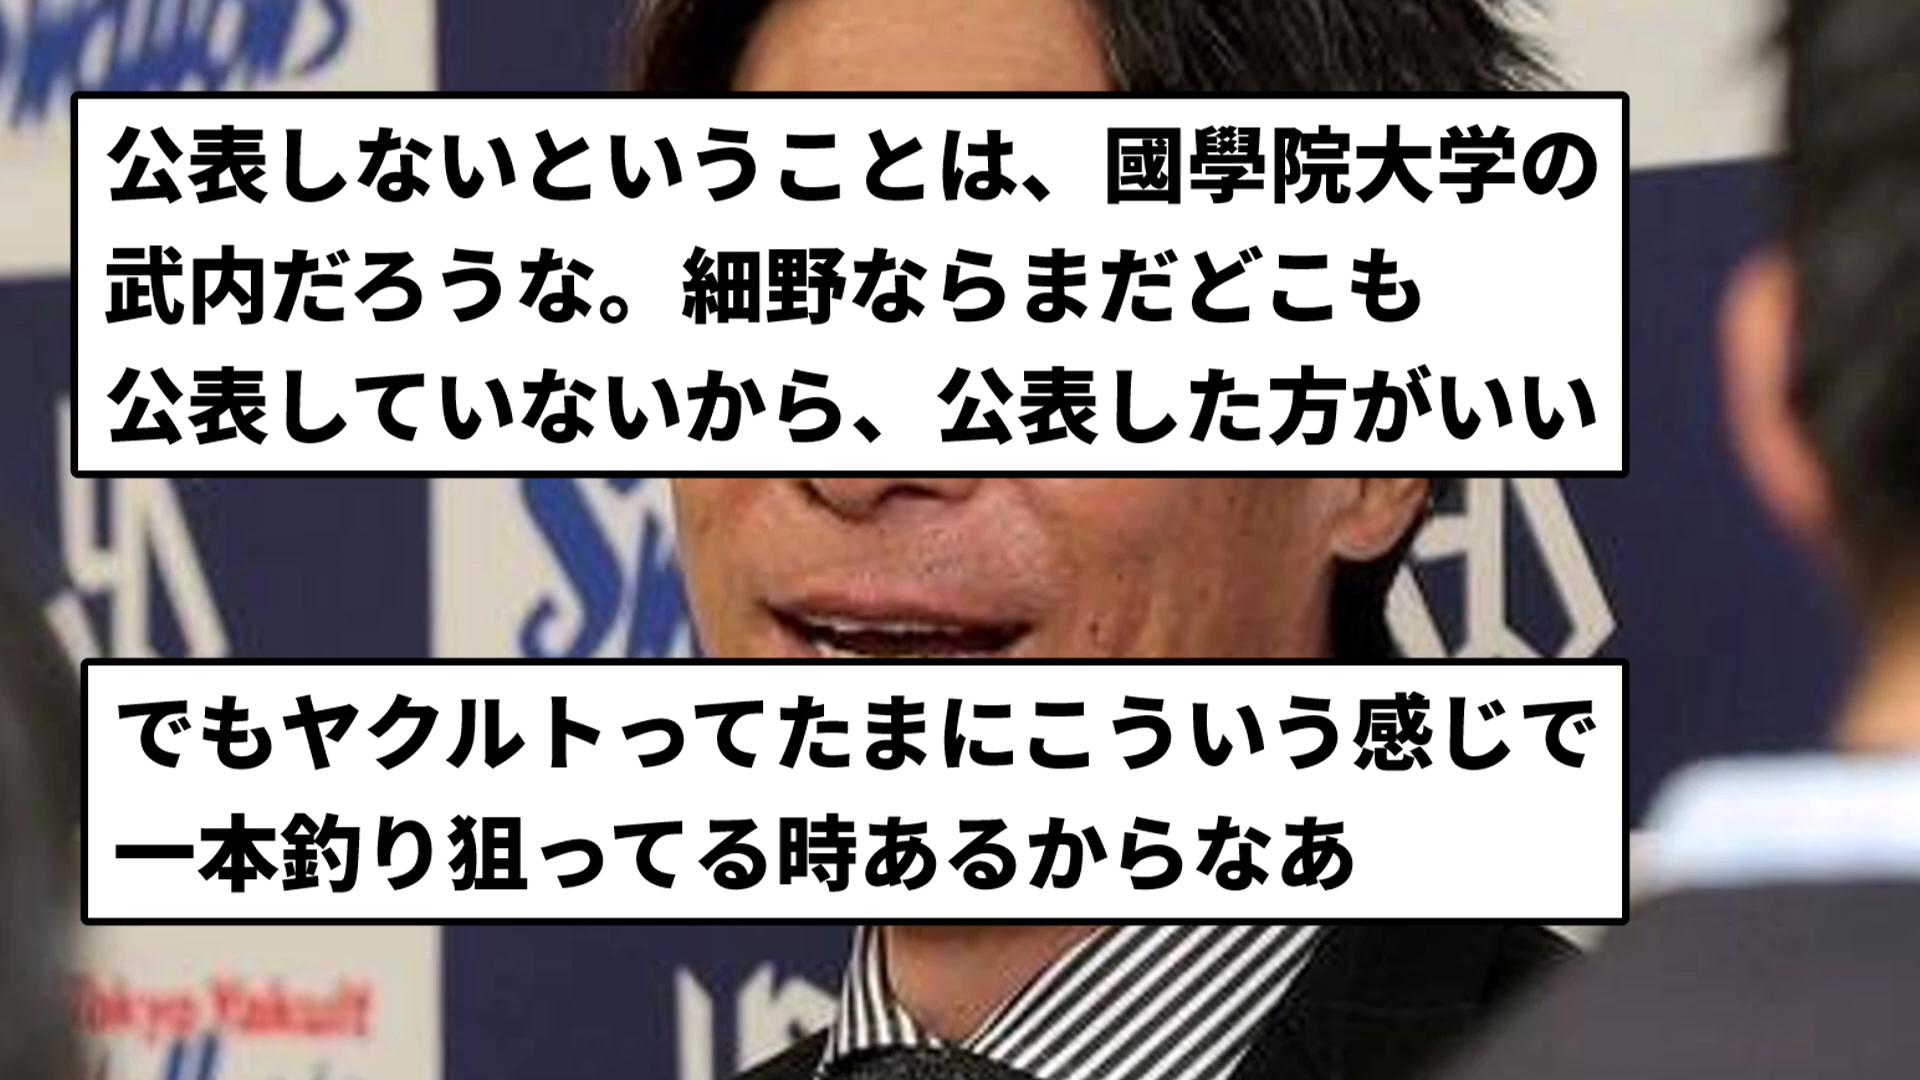 公表しないということは、國學院大学の
武内だろうな。細野ならまだどこも
公表していないから、公表した方がいい
でもヤクルトってたまにこういう感じで
一本釣り狙ってる時あるからなあ
Tokyo Yakult